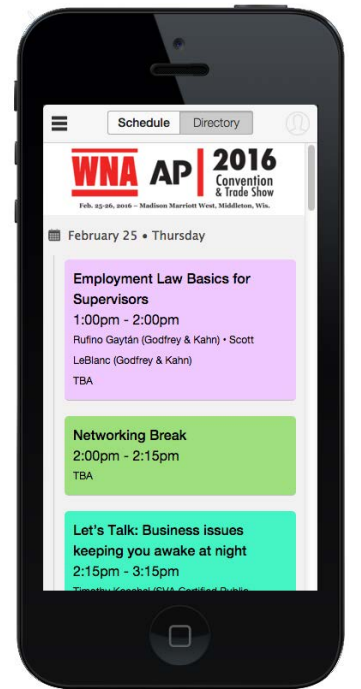 Schedule Directory
WNA AP 2016
Convention
& Trade Show
Feb. 25-26, 2016 – Madison Marriott West, Middleton, Wis.
February 25 • Thursday
Employment Law Basics for
Supervisors
1:00pm - 2:00pm
Rufino Gaytán (Godfrey & Kahn) • Scott
LeBlanc (Godfrey & Kahn)
TBA
Networking Break
2:00pm - 2:15pm
TBA
Let's Talk: Business issues
keeping you awake at night
2:15pm - 3:15pm